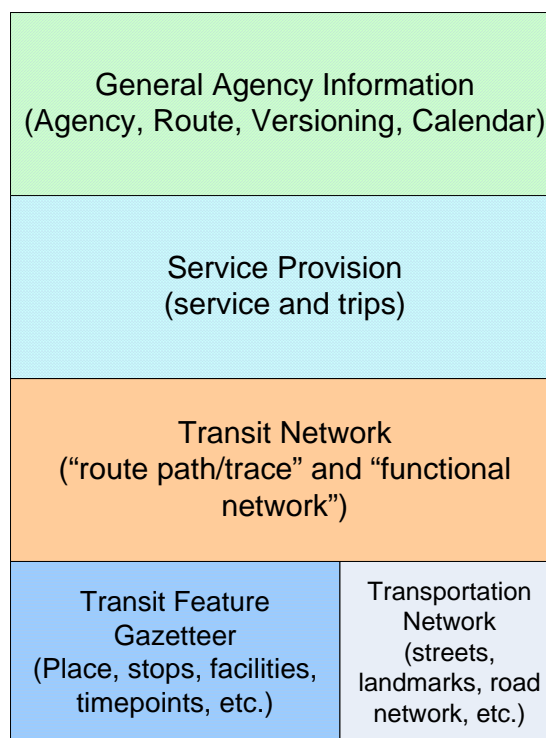 General Agency Information
(Agency, Route, Versioning, Calendar)
Service Provision
(service and trips)
Transit Network
(“route path/trace” and “functional
network”)
Transit Feature
Gazetteer
(Place, stops, facilities,
timepoints, etc.)
Transportation
Network
(streets,
landmarks, road
network, etc.)